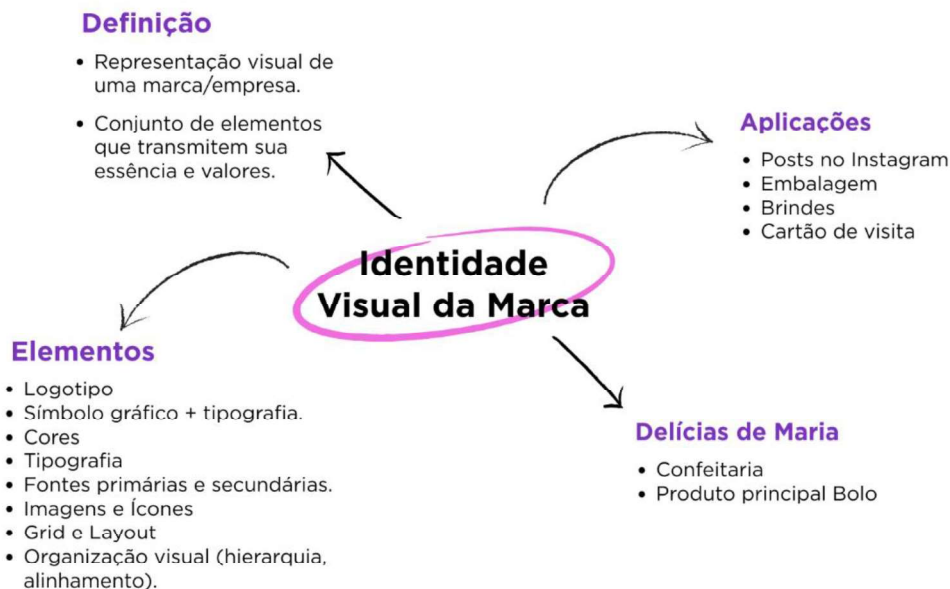 Definição
• Representação visual de
uma marca/empresa.
• Conjunto de elementos
que transmitem sua
essência e valores.
Aplicações
• Posts no Instagram
• Embalagem
• Brindes
• Cartão de visita
Identidade
Visual da Marca
Elementos
• Logotipo
• Símbolo gráfico + tipografia.
• Cores
• Tipografia
• Fontes primárias e secundárias.
• Imagens e Ícones
• Grid e Layout
• Organização visual (hierarquia,
alinhamento).
Delícias de Maria
• Confeitaria
• Produto principal Bolo